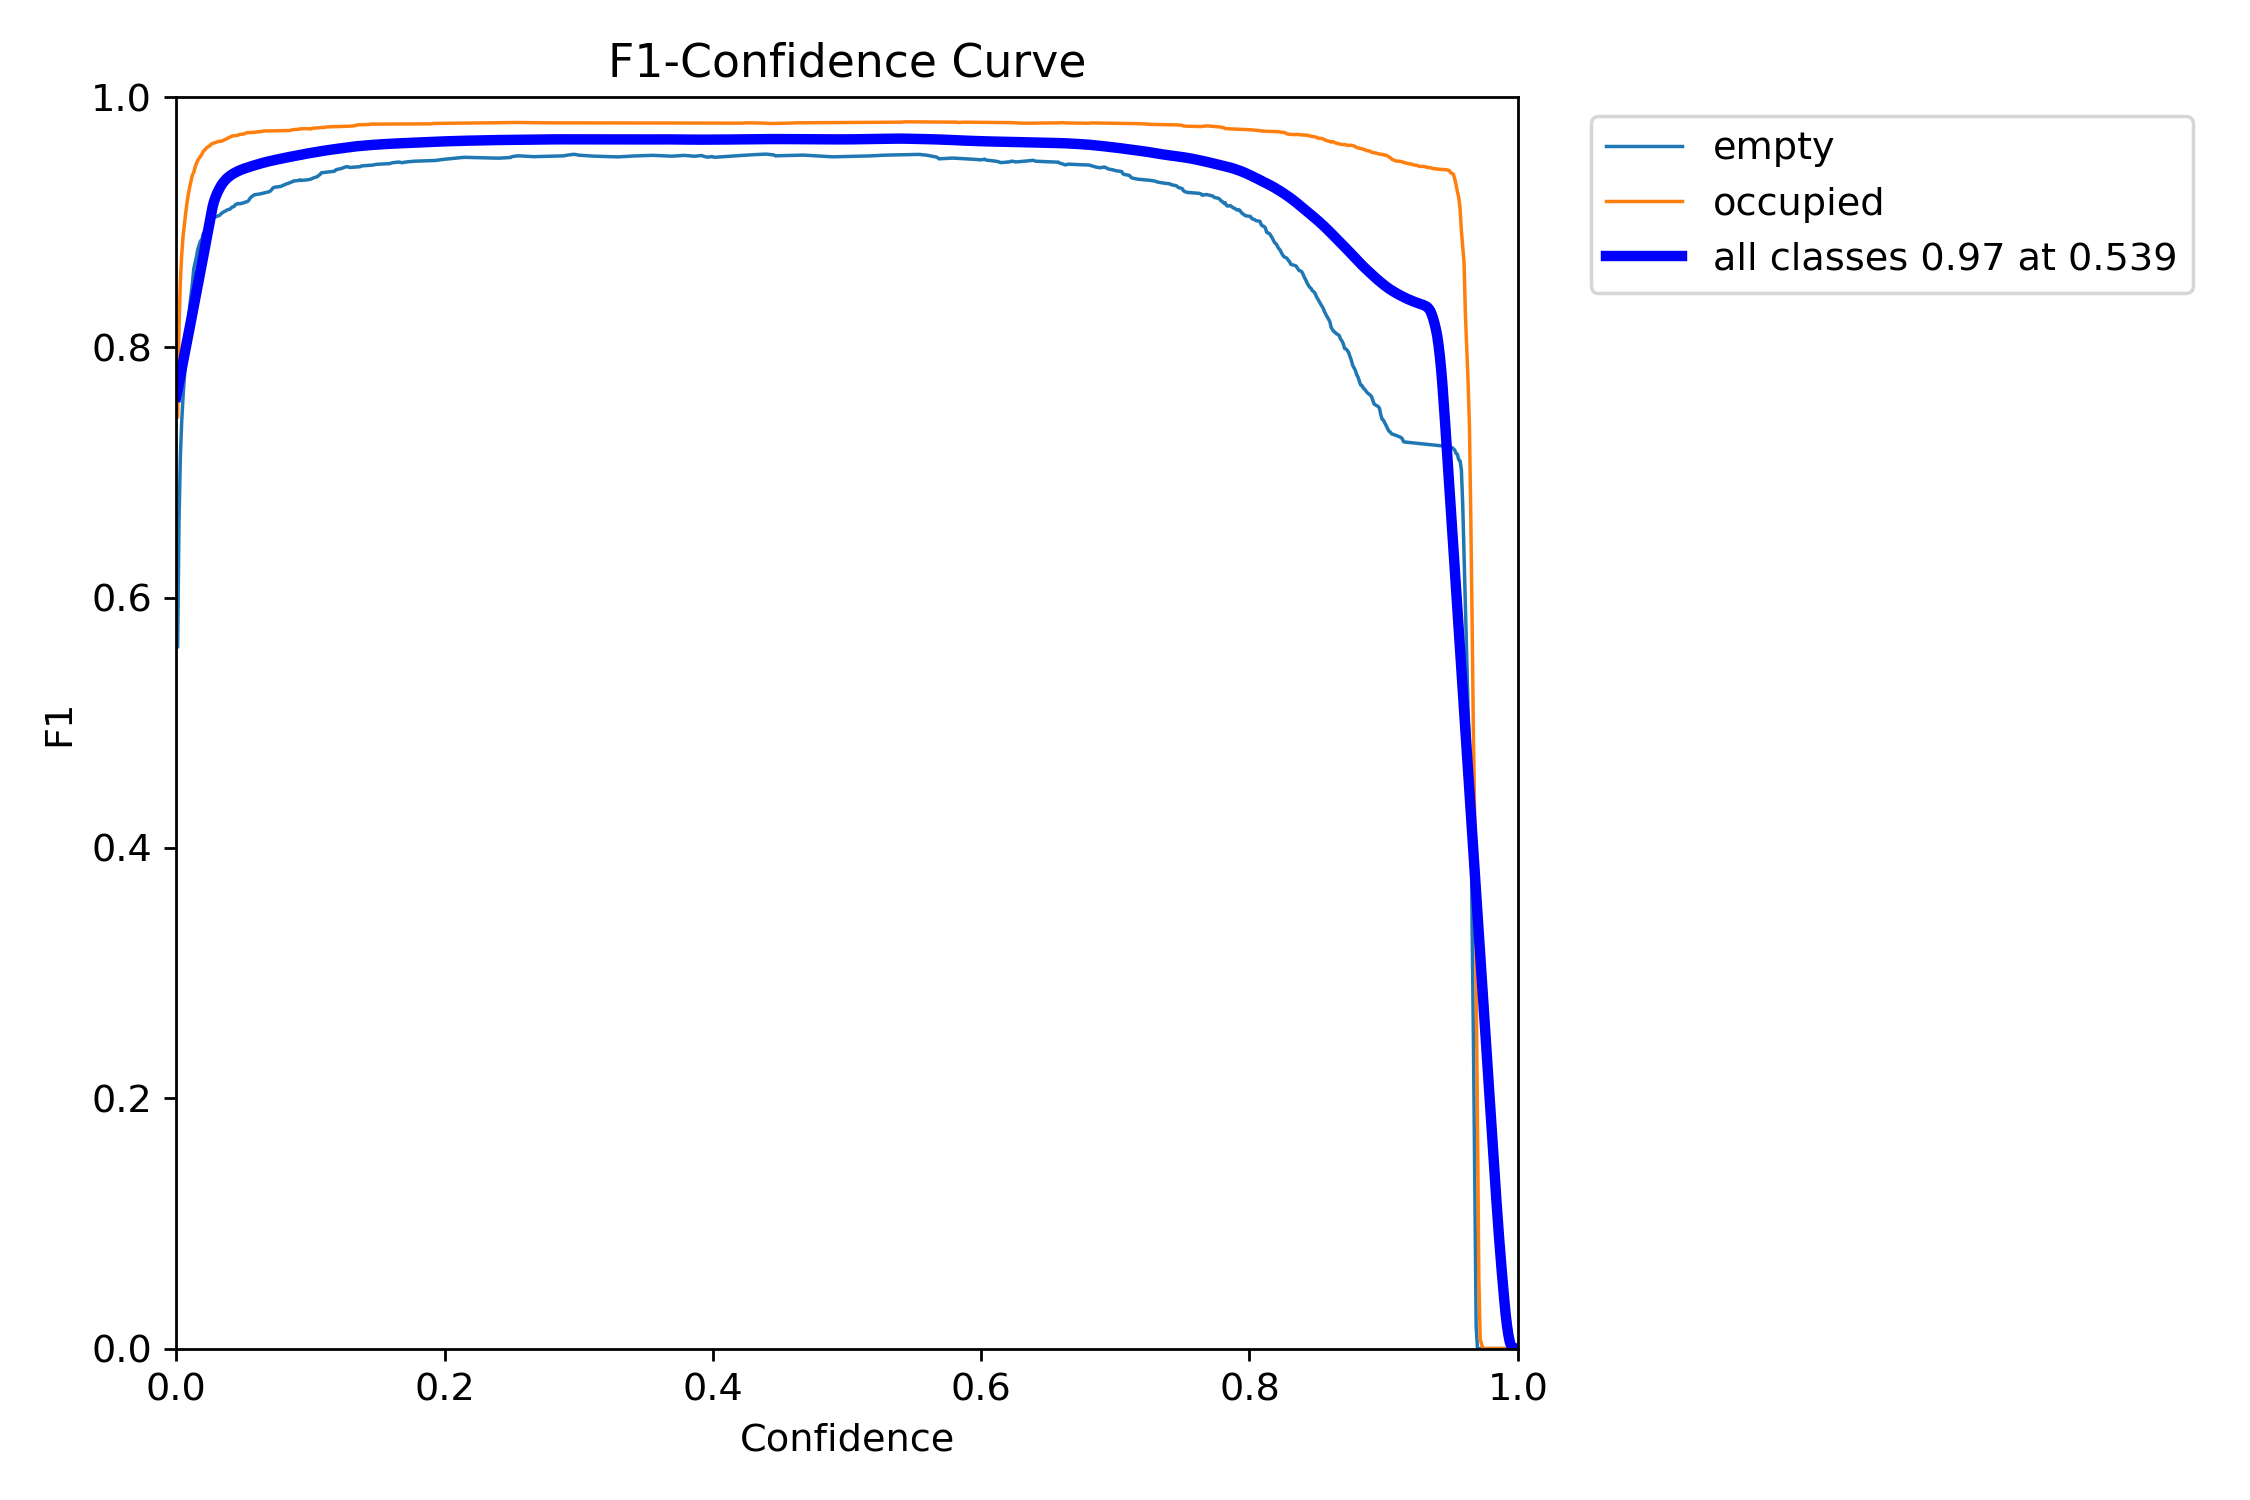 F1-Confidence Curve
1.0
0.8
0.6
0.4
0.2
0.0
F1
0.0 0.2 0.4 0.6 0.8 1.0
Confidence
empty
occupied
all classes 0.97 at 0.539